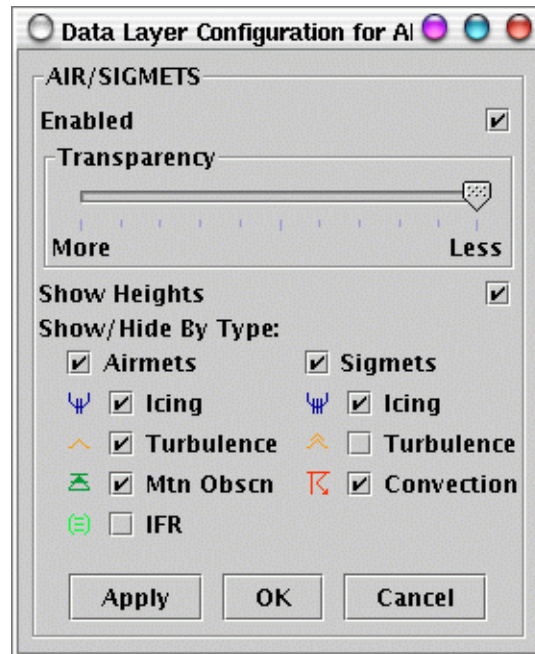 Data Layer Configuration for AI
AIR/SIGMETS
Enabled
Transparency
More Less
Show Heights
Show/Hide By Type:
Airmets Sigmets
Icing Icing
Turbulence Turbulence
Mtn Obscn Convection
IFR
Apply OK Cancel